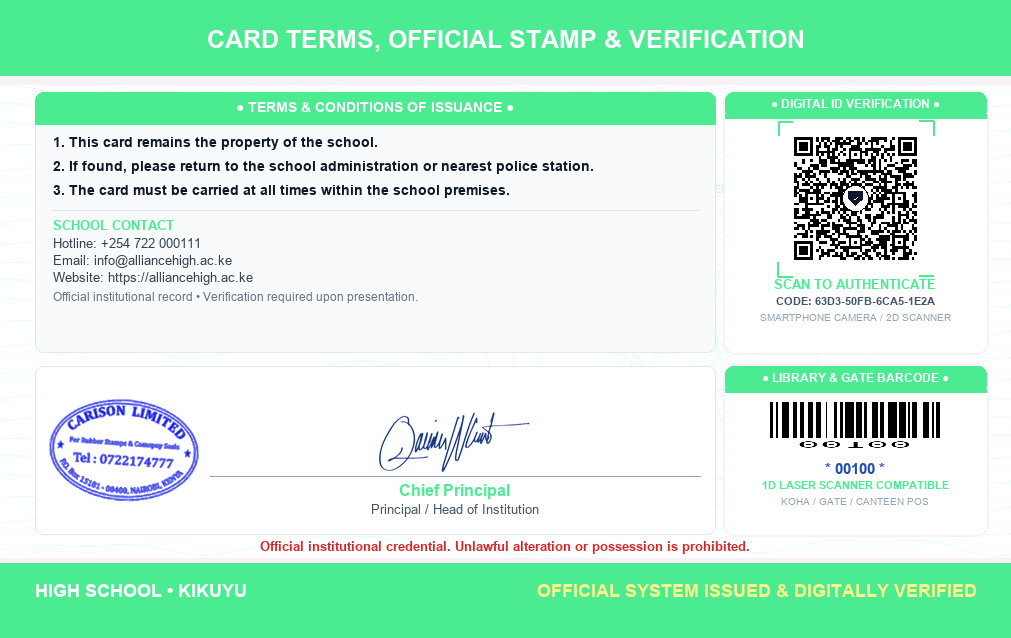 CARD TERMS, OFFICIAL STAMP & VERIFICATION
● TERMS & CONDITIONS OF ISSUANCE ●
1. This card remains the property of the school.
2. If found, please return to the school administration or nearest police station.
3. The card must be carried at all times within the school premises.
SCHOOL CONTACT
Hotline: +254 722 000111
Email: info@alliancehigh.ac.ke
Website: https://alliancehigh.ac.ke
Official institutional record • Verification required upon presentation.
● DIGITAL ID VERIFICATION ●
SCAN TO AUTHENTICATE
CODE: 63D3-50FB-6CA5-1E2A
SMARTPHONE CAMERA / 2D SCANNER
CARISON LIMITED
For Rubber Stamps & Company Seals
Tel : 0722174777
P.O. Box 15181 - 00400, NAIROBI, KENYA
Chief Principal
Principal / Head of Institution
● LIBRARY & GATE BARCODE ●
00100
* 00100 *
1D LASER SCANNER COMPATIBLE
KOHA / GATE / CANTEEN POS
Official institutional credential. Unlawful alteration or possession is prohibited.
HIGH SCHOOL • KIKUYU
OFFICIAL SYSTEM ISSUED & DIGITALLY VERIFIED